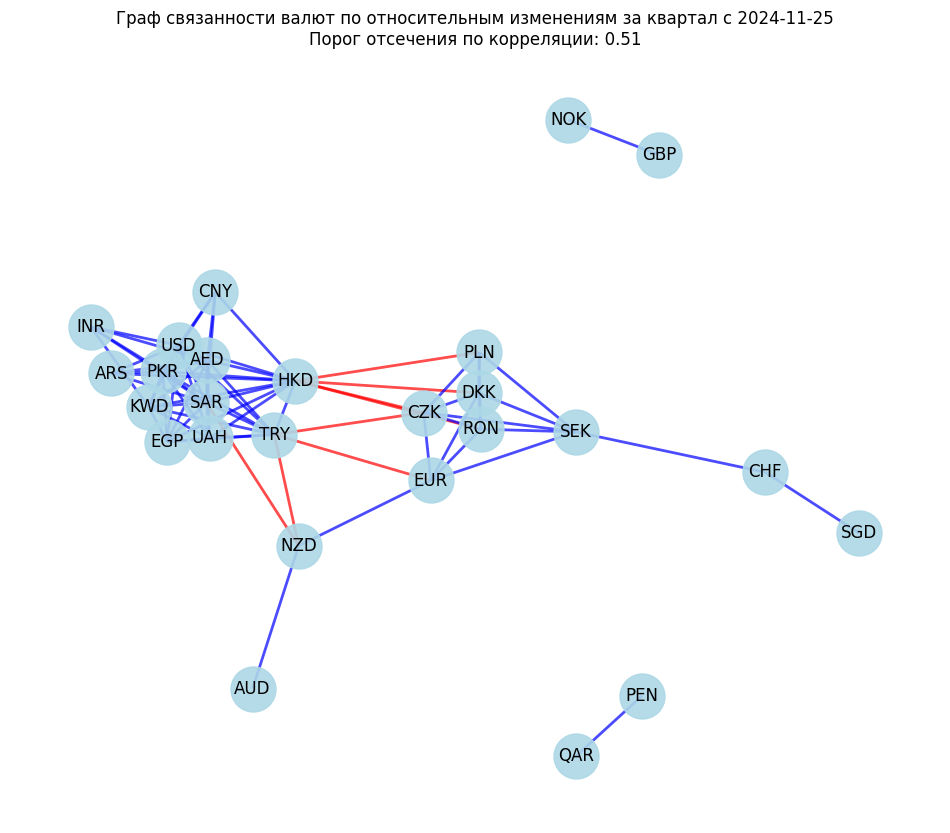 Граф связанности валют по относительным изменениям за квартал с 2024-11-25
Порог отсечения по корреляции: 0.51
NOK
GBP
CNY
INR
USD
AED
PLN
ARS
PKR
HKD
DKK
KWD
SAR
CZK
RON
SEK
EGP
UAH
TRY
EUR
CHF
SGD
NZD
AUD
PEN
QAR